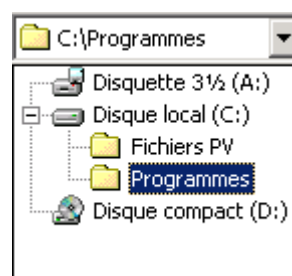 C:\Programmes
Disquette 3½ (A:)
Disque local (C:)
Fichiers PV
Programmes
Disque compact (D:)